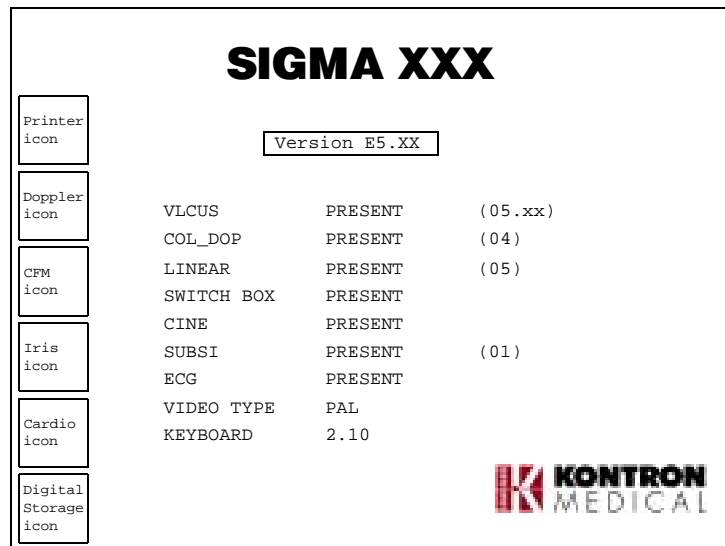 SIGMA XXX
Version E5.XX
Printer
icon
Doppler
icon
CFM
icon
Iris
icon
Cardio
icon
Digital
Storage
icon
VLCUS PRESENT (05.xx)
COL_DOP PRESENT (04)
LINEAR PRESENT (05)
SWITCH BOX PRESENT
CINE PRESENT
SUBSI PRESENT (01)
ECG PRESENT
VIDEO TYPE PAL
KEYBOARD 2.10
KONTRON
MEDICAL